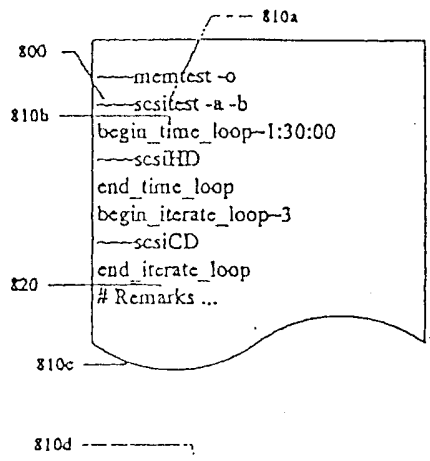 810a
800
~~~~memtest -o
~~~~scsitest -a -b
810b
begin_time_loop~1:30:00
~~~~scsiHD
end_time_loop
begin_iterate_loop~3
~~~~scsiCD
end_iterate_loop
820
# Remarks ...
810c
810d